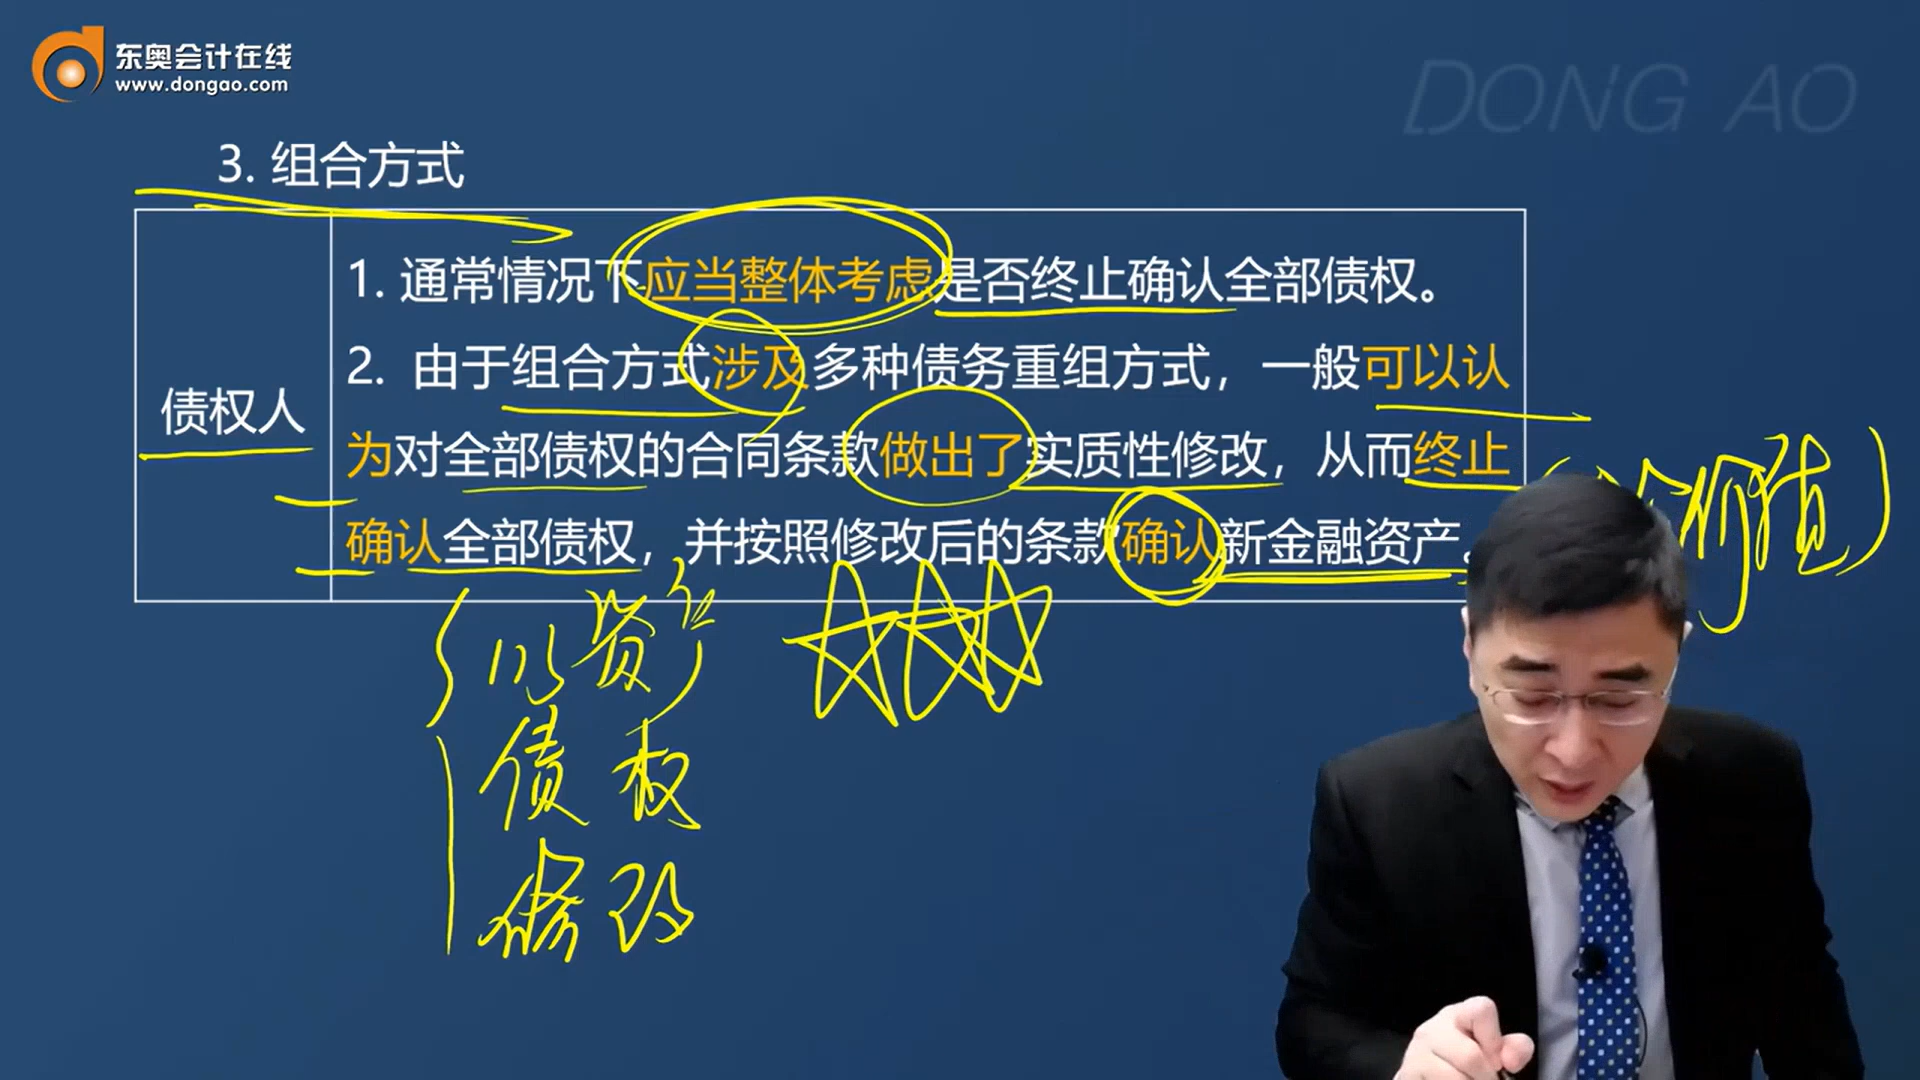 东奥会计在线
www.dongao.com
DONG AO
3. 组合方式
债权人
1. 通常情况下应当整体考虑是否终止确认全部债权。
2. 由于组合方式涉及多种债务重组方式，一般可以认
为对全部债权的合同条款做出了实质性修改，从而终止
确认全部债权，并按照修改后的条款确认新金融资产。
价值）
以资产
债权
修改